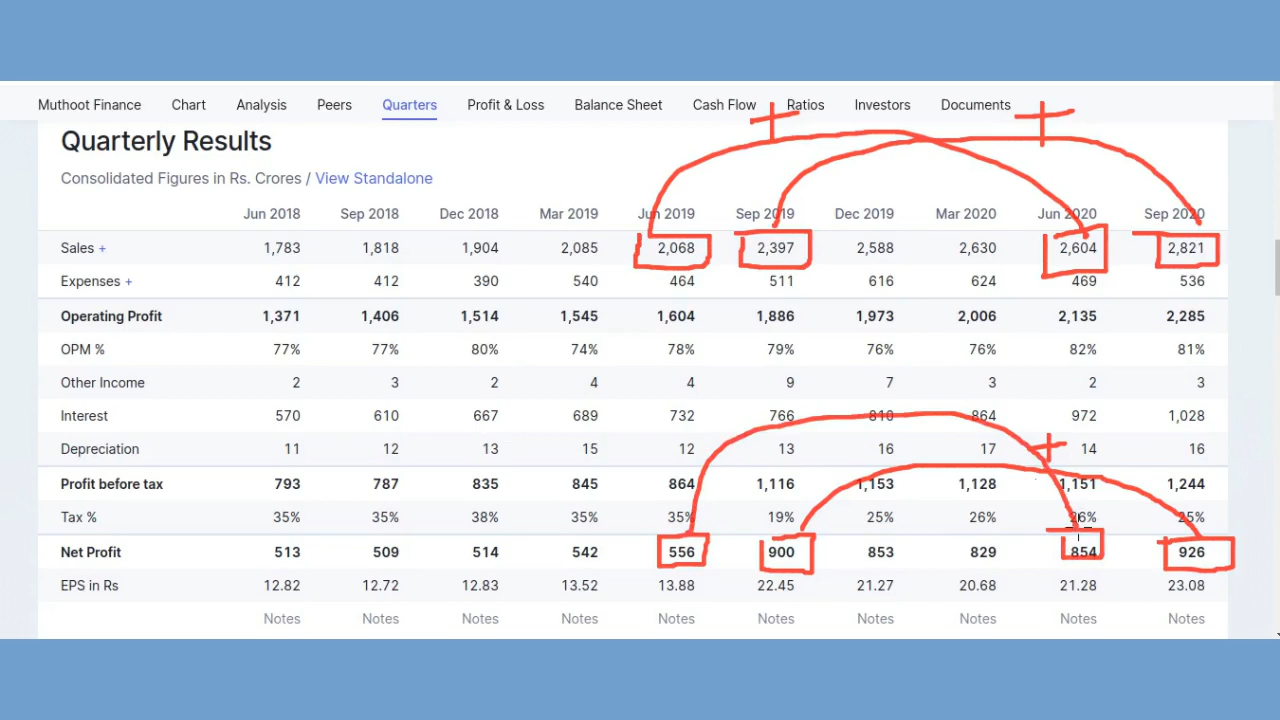 Muthoot Finance Chart Analysis Peers Quarters Profit & Loss Balance Sheet Cash Flow Ratios Investors Documents
Quarterly Results
Consolidated Figures in Rs. Crores / View Standalone
Jun 2018 Sep 2018 Dec 2018 Mar 2019 Jun 2019 Sep 2019 Dec 2019 Mar 2020 Jun 2020 Sep 2020
Sales + 1,783 1,818 1,904 2,085 2,068 2,397 2,588 2,630 2,604 2,821
Expenses + 412 412 390 540 464 511 616 624 469 536
Operating Profit 1,371 1,406 1,514 1,545 1,604 1,886 1,973 2,006 2,135 2,285
OPM % 77% 77% 80% 74% 78% 79% 76% 76% 82% 81%
Other Income 2 3 2 4 4 9 7 3 2 3
Interest 570 610 667 689 732 766 810 864 972 1,028
Depreciation 11 12 13 15 12 13 16 17 14 16
Profit before tax 793 787 835 845 864 1,116 1,153 1,128 1,151 1,244
Tax % 35% 35% 38% 35% 35% 19% 25% 26% 26% 25%
Net Profit 513 509 514 542 556 900 853 829 854 926
EPS in Rs 12.82 12.72 12.83 13.52 13.88 22.45 21.27 20.68 21.28 23.08
Notes Notes Notes Notes Notes Notes Notes Notes Notes Notes